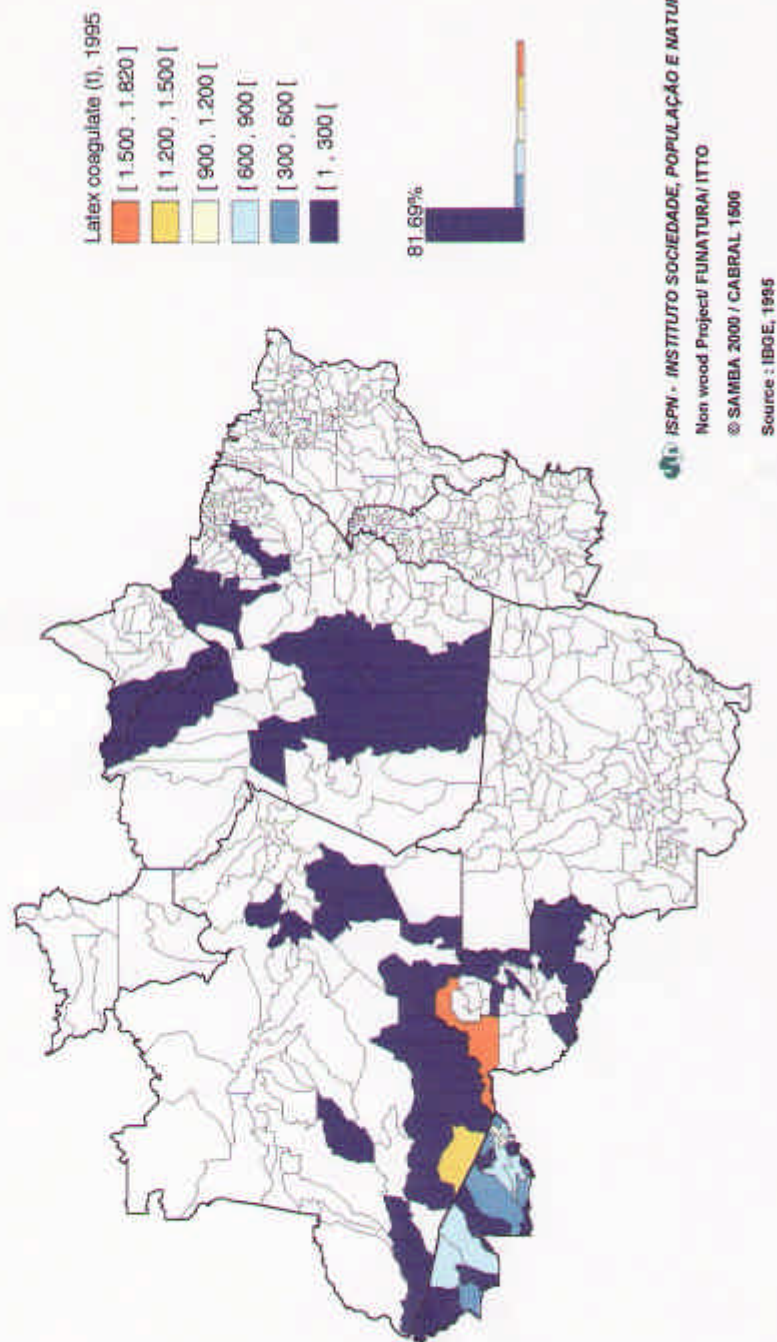 Latex coagulate (t), 1995
[ 1.500 , 1.820 ]
[ 1.200 , 1.500 [
[ 900 , 1.200 [
[ 600 , 900 [
[ 300 , 600 [
[ 1 , 300 [
81.69%
ISPN - INSTITUTO SOCIEDADE, POPULAÇÃO E
Non wood Project/ FUNATURA/ ITTO
© SAMBA 2000 / CABRAL 1500
Source : IBGE, 1995